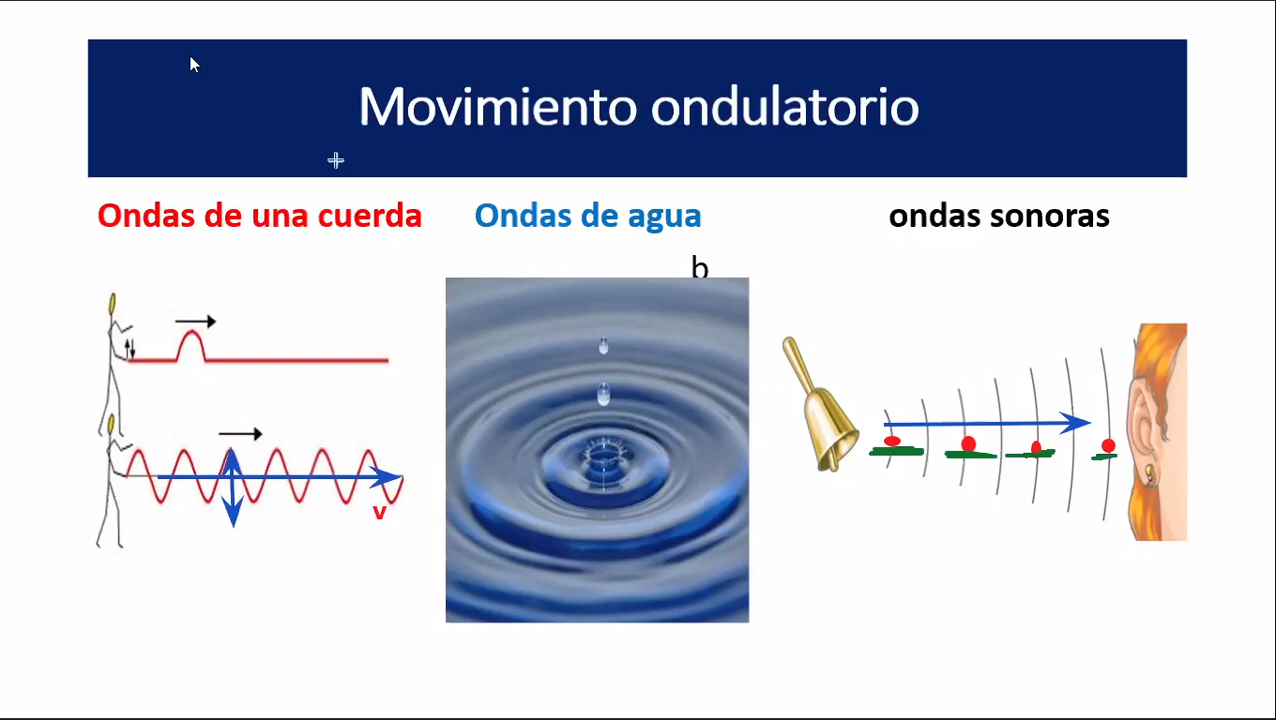 Movimiento ondulatorio
Ondas de una cuerda
Ondas de agua
ondas sonoras
b
v